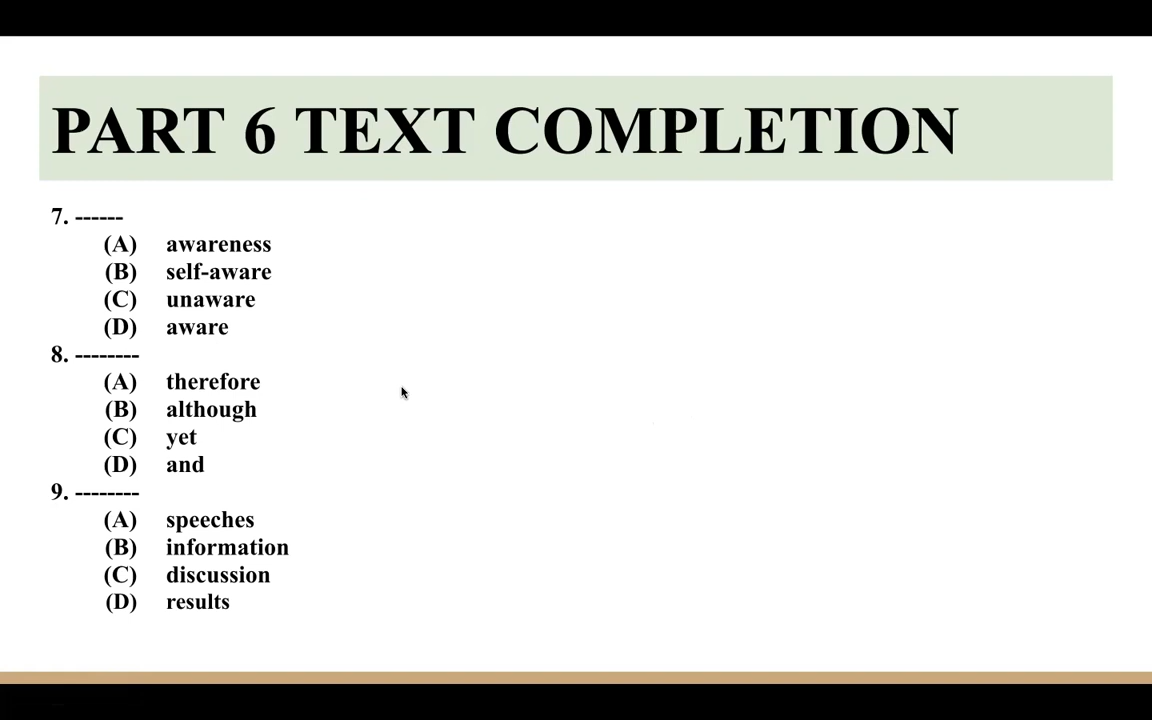 PART 6 TEXT COMPLETION
7. ------
(A) awareness
(B) self-aware
(C) unaware
(D) aware
8. --------
(A) therefore
(B) although
(C) yet
(D) and
9. --------
(A) speeches
(B) information
(C) discussion
(D) results